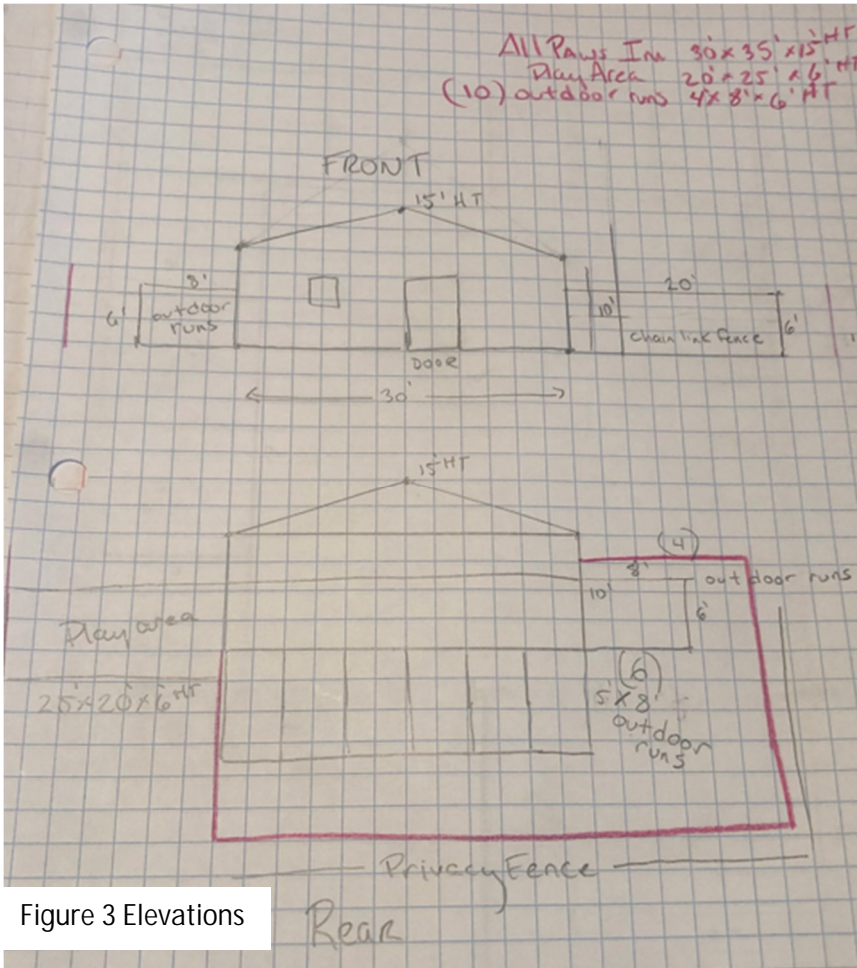 All Paws Inn 30' x 35' x 15' HT
Play Area 20' x 25' x 6' HT
(10) outdoor runs 4' x 8' x 6' HT
FRONT
15' HT
8'
6'
outdoor
runs
20'
10'
6'
chain link fence
DOOR
30'
15' HT
(4)
8'
outdoor runs
10'
6'
Play area
25' x 20' x 6' HT
(6)
5' x 8'
outdoor
runs
Privacy Fence
Rear
Figure 3 Elevations